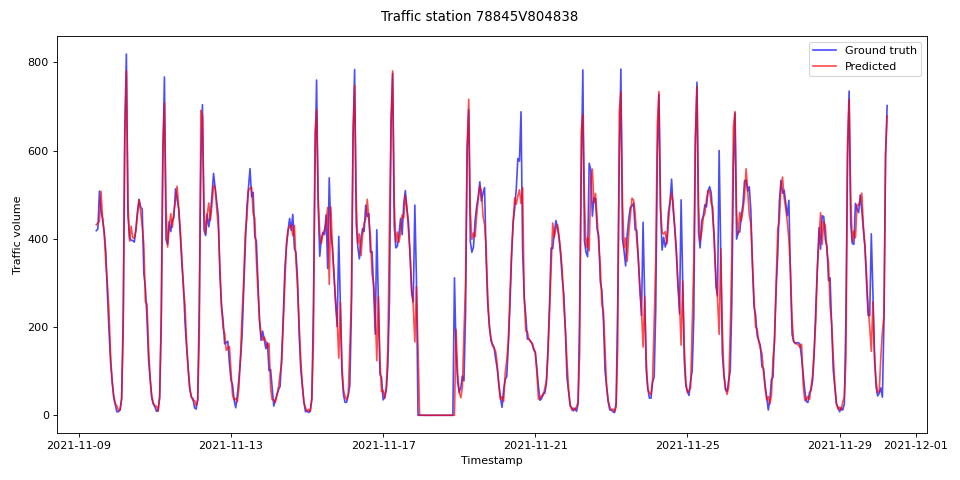 Traffic station 78845V804838
Ground truth
Predicted
800
600
400
200
0
Traffic volume
2021-11-09
2021-11-13
2021-11-17
2021-11-21
2021-11-25
2021-11-29
2021-12-01
Timestamp